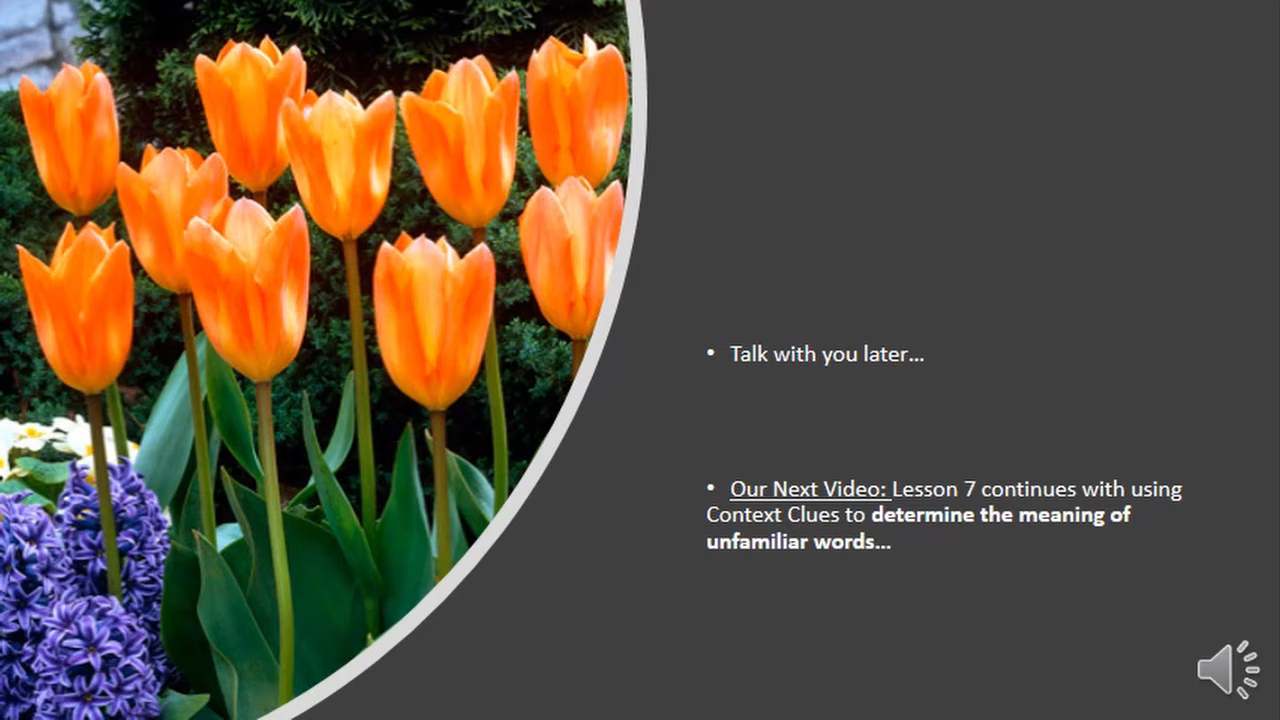 • Talk with you later…
• Our Next Video: Lesson 7 continues with using
Context Clues to determine the meaning of
unfamiliar words…